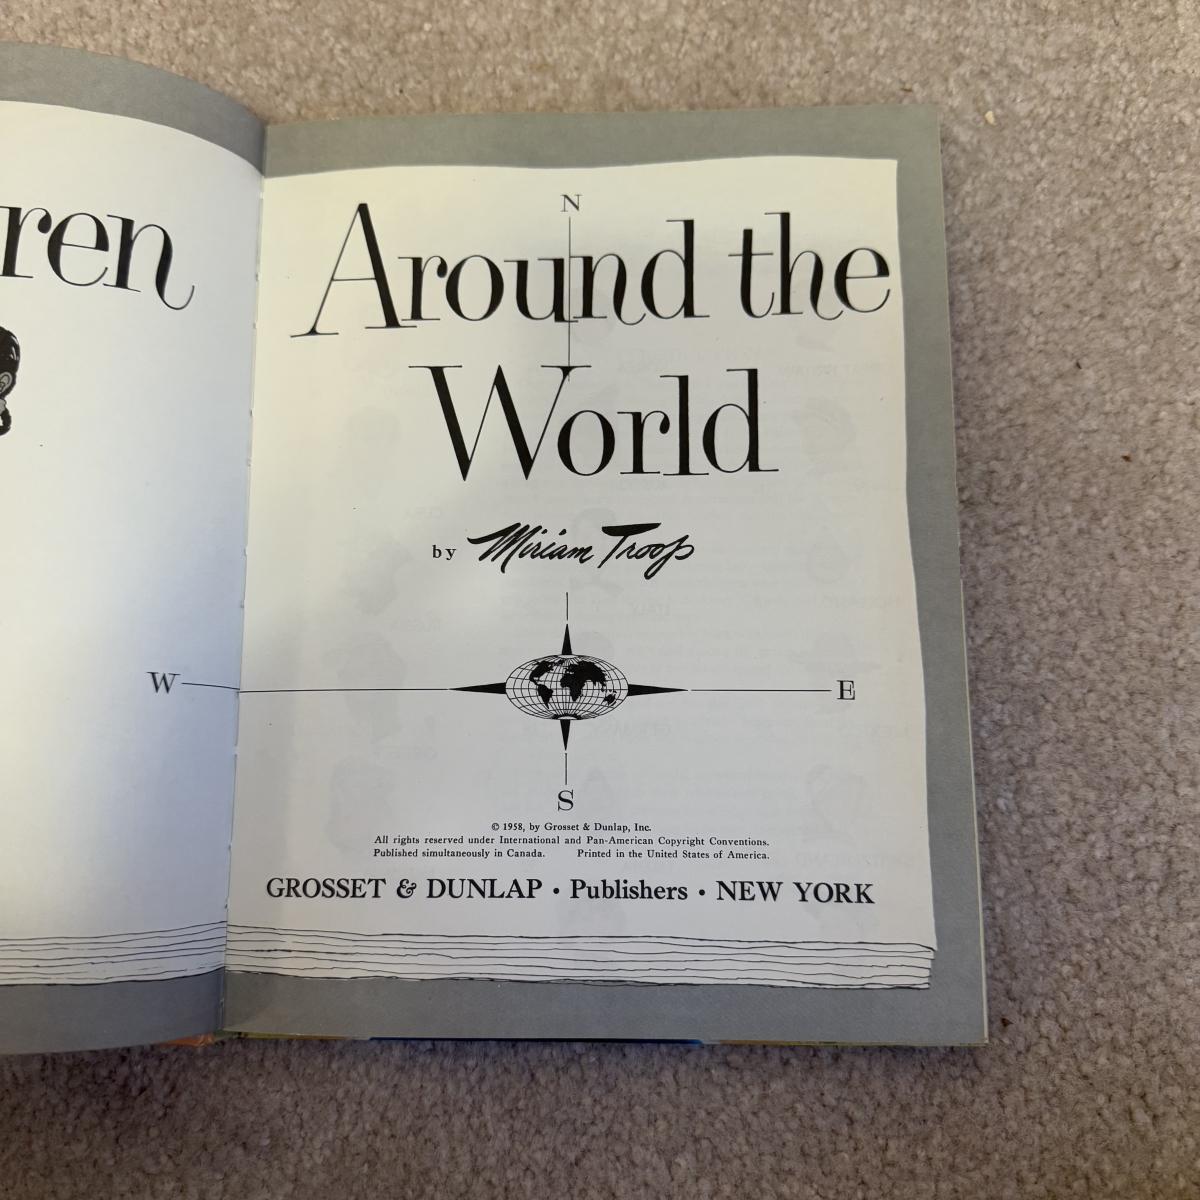 ren
N
Around the
World
by Miriam Troop
W
E
S
© 1958, by Grosset & Dunlap, Inc.
All rights reserved under International and Pan-American Copyright Conventions.
Published simultaneously in Canada. Printed in the United States of America.
GROSSET & DUNLAP · Publishers · NEW YORK